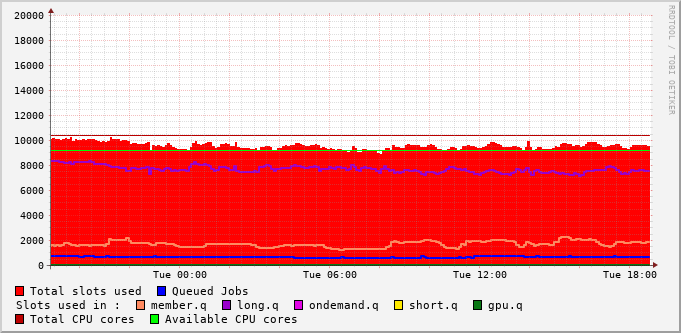 RRDTOOL / TOBI OETIKER
20000
18000
16000
14000
12000
10000
8000
6000
4000
2000
0
Tue 00:00 Tue 06:00 Tue 12:00 Tue 18:00
Total slots used Queued Jobs
Slots used in : member.q long.q ondemand.q short.q gpu.q
Total CPU cores Available CPU cores